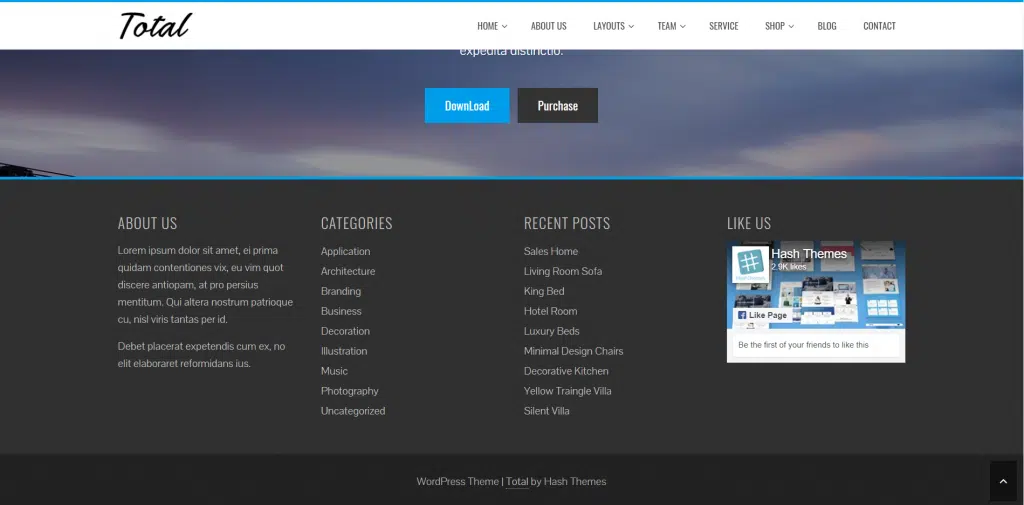 Total
HOME
ABOUT US
LAYOUTS
TEAM
SERVICE
SHOP
BLOG
CONTACT
expedita distinctio.
DownLoad
Purchase
ABOUT US
Lorem ipsum dolor sit amet, ei prima
quidam contentiones vix, eu vim quot
discere antiopam, at pro persius
mentitum. Qui altera nostrum patrioque
cu, nisl viris tantas per id.
Debet placerat expetendis cum ex, no
elit elaboraret reformidans ius.
CATEGORIES
Application
Architecture
Branding
Business
Decoration
Illustration
Music
Photography
Uncategorized
RECENT POSTS
Sales Home
Living Room Sofa
King Bed
Hotel Room
Luxury Beds
Minimal Design Chairs
Decorative Kitchen
Yellow Traingle Villa
Silent Villa
LIKE US
Hash Themes
2.9K likes
Like Page
Be the first of your friends to like this
WordPress Theme | Total by Hash Themes